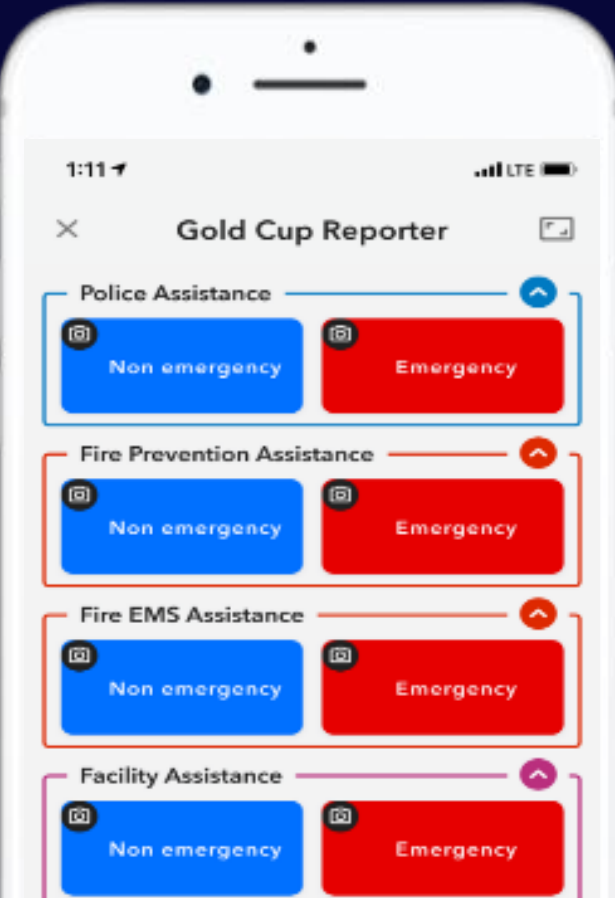 1:11 LTE
Gold Cup Reporter
Police Assistance
Non emergency Emergency
Fire Prevention Assistance
Non emergency Emergency
Fire EMS Assistance
Non emergency Emergency
Facility Assistance
Non emergency Emergency